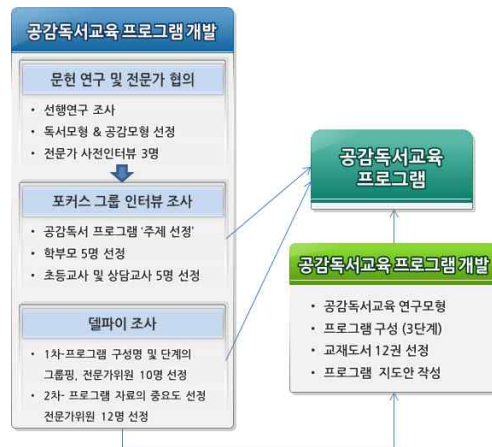 공감독서교육 프로그램 개발
문헌 연구 및 전문가 협의
• 선행연구 조사
• 독서모형 & 공감모형 선정
• 전문가 사전인터뷰 3명
포커스 그룹 인터뷰 조사
• 공감독서 프로그램 '주제 선정'
• 학부모 5명 선정
• 초등교사 및 상담교사 5명 선정
델파이 조사
• 1차-프로그램 구성명 및 단계의
그룹핑, 전문가위원 10명 선정
• 2차- 프로그램 자료의 중요도 선정
전문가위원 12명 선정
공감독서교육
프로그램
공감독서교육 프로그램 개발
• 공감독서교육 연구모형
• 프로그램 구성 (3단계)
• 교재도서 12권 선정
• 프로그램 지도안 작성